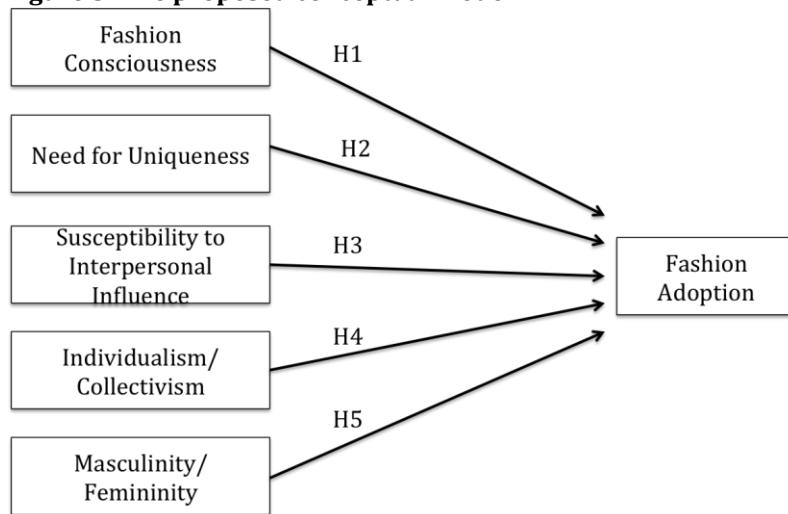 Fashion
Consciousness
H1
Need for Uniqueness
H2
Susceptibility to
Interpersonal
Influence
H3
Fashion
Adoption
Individualism/
Collectivism
H4
Masculinity/
Femininity
H5